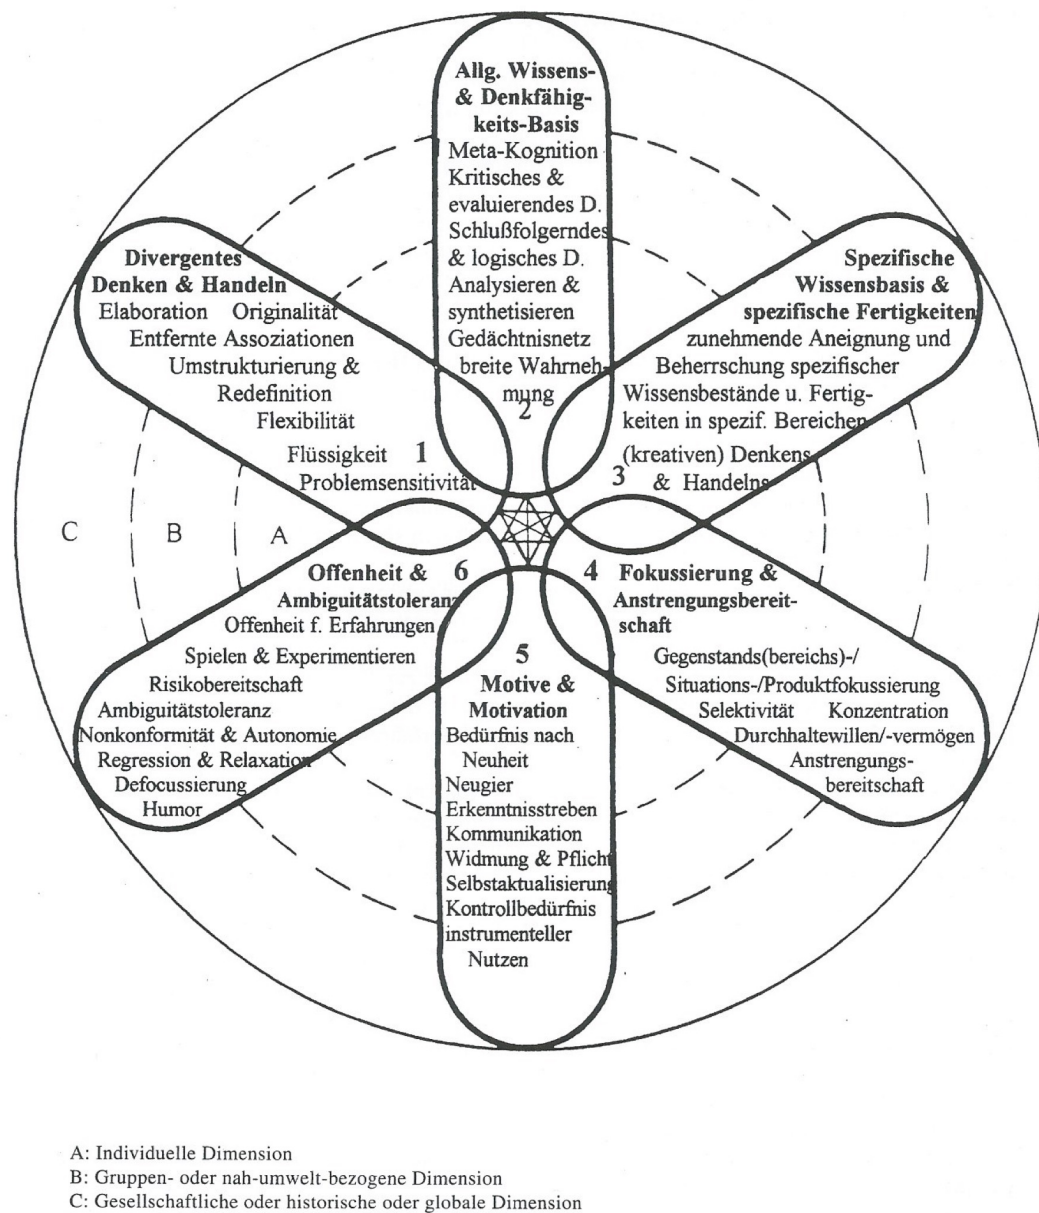 Allg. Wissens-
& Denkfähig-
keits-Basis
Meta-Kognition
Kritisches &
evaluierendes D.
Schlußfolgerndes
& logisches D.
Analysieren &
synthetisieren
Gedächtnisnetz
breite Wahrneh-
mung
2
Divergentes
Denken & Handeln
Elaboration Originalität
Entfernte Assoziationen
Umstrukturierung &
Redefinition
Flexibilität
Flüssigkeit 1
Problemsensitivität
Spezifische
Wissensbasis &
spezifische Fertigkeiten
zunehmende Aneignung und
Beherrschung spezifischer
Wissensbestände u. Fertig-
keiten in spezif. Bereichen
(kreativen) Denkens
3 & Handelns
C B A
Offenheit & 6
Ambiguitätstoleranz
Offenheit f. Erfahrungen
Spielen & Experimentieren
Risikobereitschaft
Ambiguitätstoleranz
Nonkonformität & Autonomie
Regression & Relaxation
Defocussierung
Humor
4 Fokussierung &
Anstrengungsbereit-
schaft
Gegenstands(bereichs)-/
Situations-/Produktfokussierung
Selektivität Konzentration
Durchhaltewillen/-vermögen
Anstrengungs-
bereitschaft
5
Motive &
Motivation
Bedürfnis nach
Neuheit
Neugier
Erkenntnisstreben
Kommunikation
Widmung & Pflicht
Selbstaktualisierung
Kontrollbedürfnis
instrumenteller
Nutzen
A: Individuelle Dimension
B: Gruppen- oder nah-umwelt-bezogene Dimension
C: Gesellschaftliche oder historische oder globale Dimension